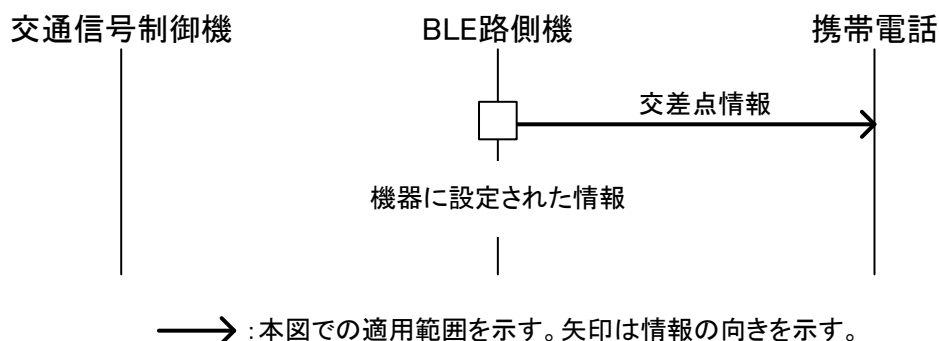 交通信号制御機
BLE路側機
携帯電話
交差点情報
機器に設定された情報
:本図での適用範囲を示す。矢印は情報の向きを示す。